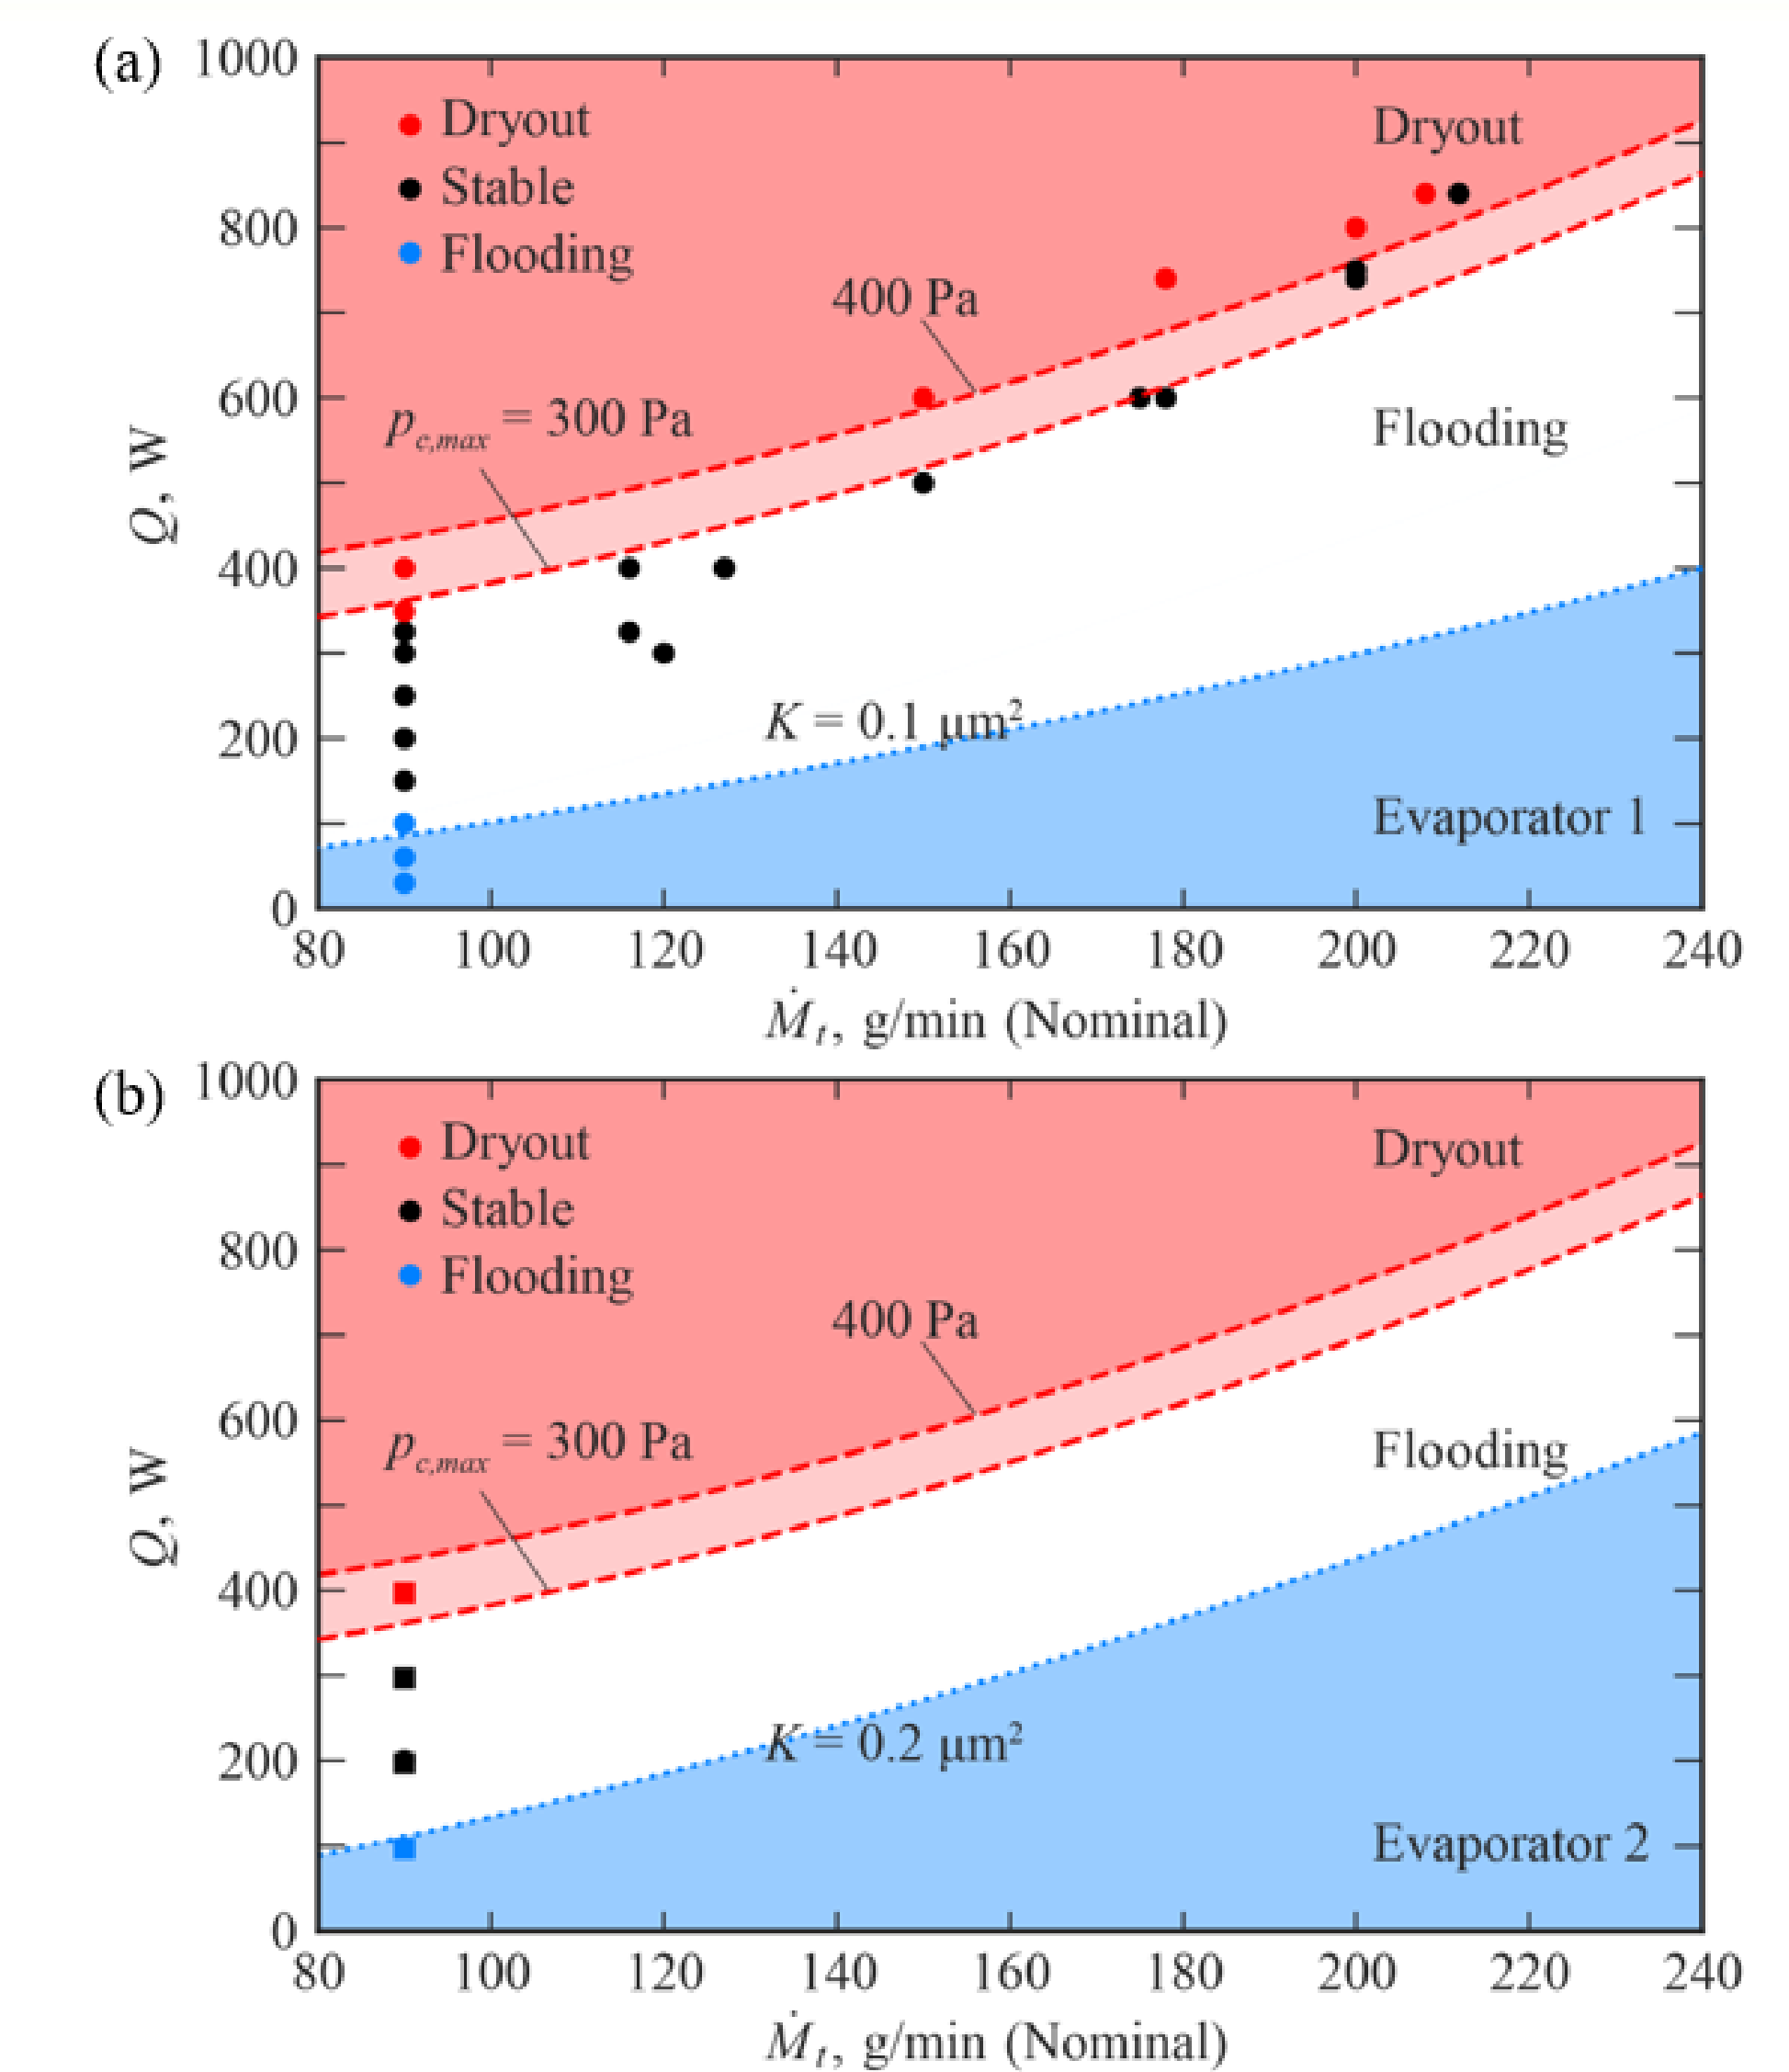 (a)
1000
Dryout
Dryout
Stable
Flooding
800
400 Pa
600
p_c,max = 300 Pa
Flooding
Q, W
400
K = 0.1 μm²
200
Evaporator 1
0
80 100 120 140 160 180 200 220 240
Ṁ_t, g/min (Nominal)
(b)
1000
Dryout
Dryout
Stable
Flooding
800
400 Pa
600
p_c,max = 300 Pa
Flooding
Q, W
400
K = 0.2 μm²
200
Evaporator 2
0
80 100 120 140 160 180 200 220 240
Ṁ_t, g/min (Nominal)